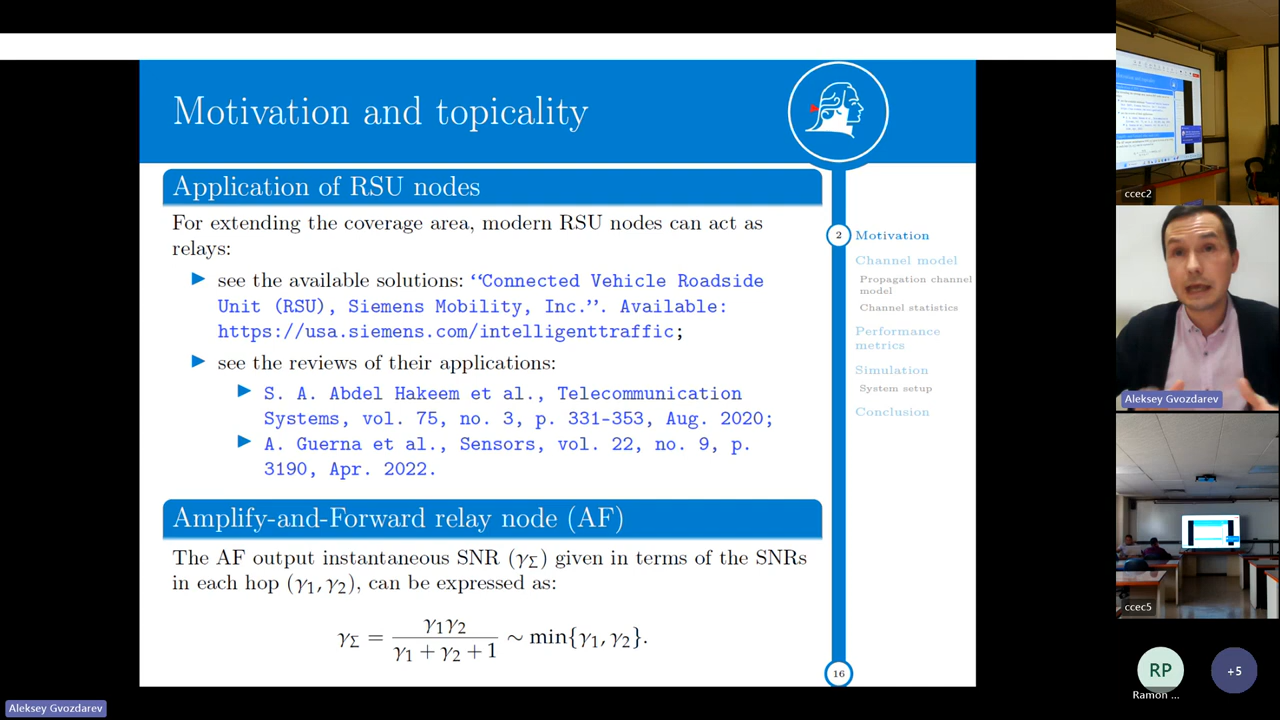 Motivation and topicality
Application of RSU nodes
For extending the coverage area, modern RSU nodes can act as
relays:
see the available solutions: “Connected Vehicle Roadside
Unit (RSU), Siemens Mobility, Inc.”. Available:
https://usa.siemens.com/intelligenttraffic;
see the reviews of their applications:
S. A. Abdel Hakeem et al., Telecommunication
Systems, vol. 75, no. 3, p. 331-353, Aug. 2020;
A. Guerna et al., Sensors, vol. 22, no. 9, p.
3190, Apr. 2022.
Amplify-and-Forward relay node (AF)
The AF output instantaneous SNR (γΣ) given in terms of the SNRs
in each hop (γ1, γ2), can be expressed as:
γΣ = γ1γ2 / (γ1 + γ2 + 1) ∼ min{γ1, γ2}.
2
Motivation
Channel model
Propagation channel
model
Channel statistics
Performance
metrics
Simulation
System setup
Conclusion
16
ccec2
Aleksey Gvozdarev
ccec5
RP
Ramon ...
+5
Aleksey Gvozdarev